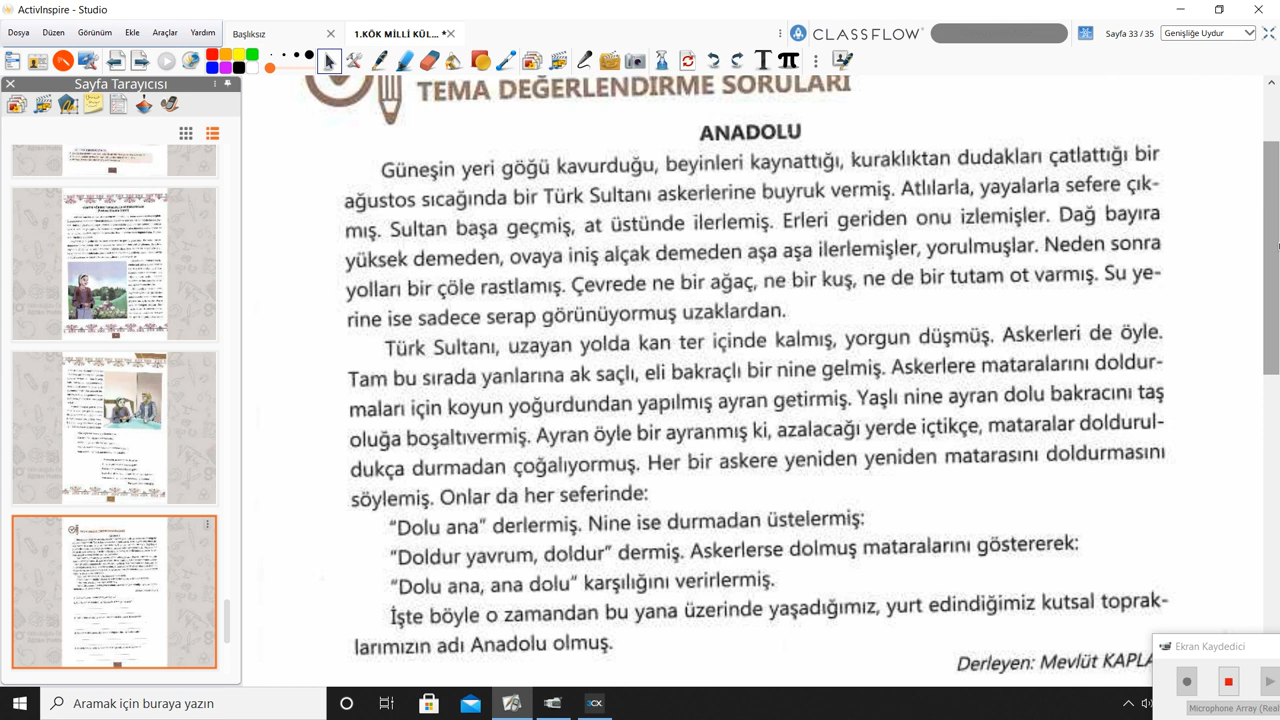 ActivInspire - Studio
Dosya Düzen Görünüm Ekle Araçlar Yardım
Başlıksız
1.KÖK MİLLİ KÜL... *
CLASSFLOW
Sayfa 33 / 35
Genişliğe Uydur
Sayfa Tarayıcısı
TEMA DEĞERLENDİRME SORULARI
ANADOLU
Güneşin yeri göğü kavurduğu, beyinleri kaynattığı, kuraklıktan dudakları çatlattığı bir
ağustos sıcağında bir Türk Sultanı askerlerine buyruk vermiş. Atlılarla, yayalarla sefere çık-
mış. Sultan başa geçmiş, at üstünde ilerlemiş. Erleri geriden onu izlemişler. Dağ bayıra
yüksek demeden, ovaya iniş alçak demeden aşa aşa ilerlemişler, yorulmuşlar. Neden sonra
yolları bir çöle rastlamış. Çevrede ne bir ağaç, ne bir kuş, ne de bir tutam ot varmış. Su ye-
rine ise sadece serap görünüyormuş uzaklardan.
Türk Sultanı, uzayan yolda kan ter içinde kalmış, yorgun düşmüş. Askerleri de öyle.
Tam bu sırada yanlarına ak saçlı, eli bakraçlı bir nine gelmiş. Askerlere mataralarını doldur-
maları için koyun yoğurdundan yapılmış ayran getirmiş. Yaşlı nine ayran dolu bakracını taş
oluğa boşaltıvermiş. Ayran öyle bir ayranmış ki, azalacağı yerde içtikçe, mataralar doldurul-
dukça durmadan çoğalıyormuş. Her bir askere yeniden yeniden matarasını doldurmasını
söylemiş. Onlar da her seferinde:
“Dolu ana” derlermiş. Nine ise durmadan üstelermiş:
“Doldur yavrum, doldur” dermiş. Askerlerse dolmuş mataralarını göstererek:
“Dolu ana, ana dolu” karşılığını verirlermiş.
İşte böyle o zamandan bu yana üzerinde yaşadığımız, yurt edindiğimiz kutsal toprak-
larımızın adı Anadolu olmuş.
Derleyen: Mevlüt KAPLA
Ekran Kaydedici
Microphone Array (Real
Aramak için buraya yazın